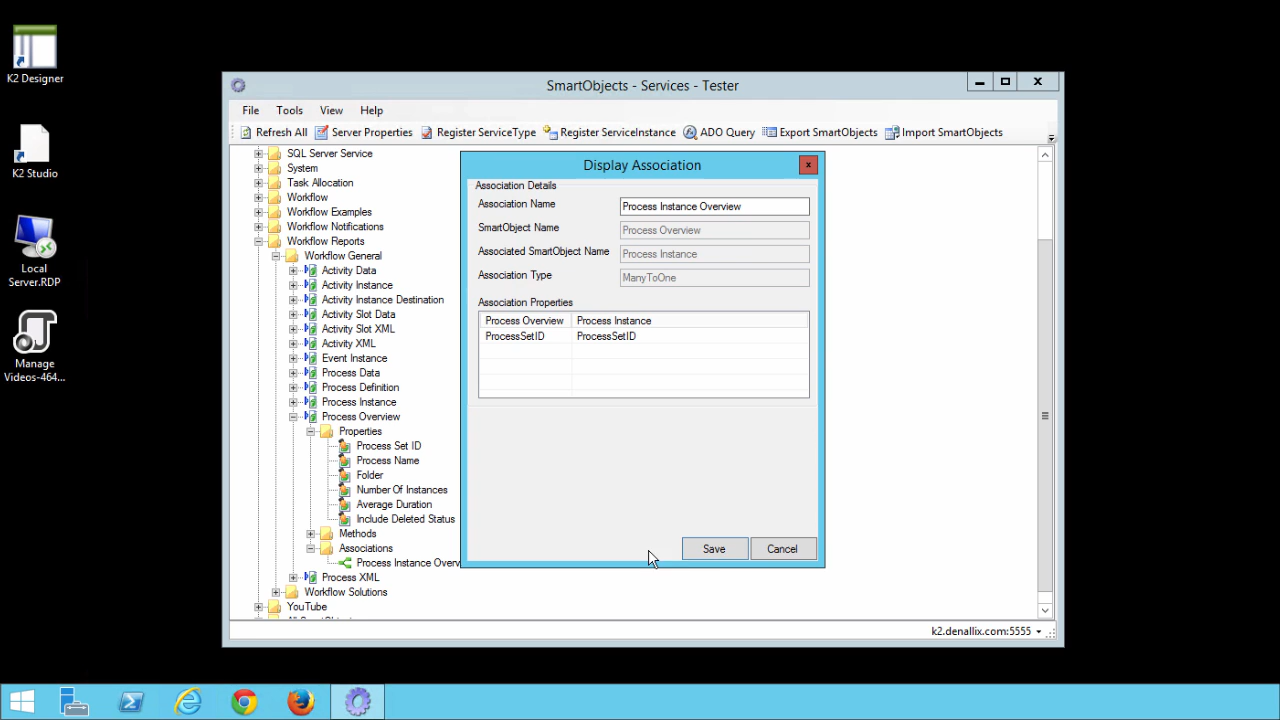 K2 Designer
K2 Studio
Local
Server.RDP
Manage
Videos-464...
SmartObjects - Services - Tester
File Tools View Help
Refresh All Server Properties Register ServiceType Register ServiceInstance ADO Query Export SmartObjects Import SmartObjects
SQL Server Service
System
Task Allocation
Workflow
Workflow Examples
Workflow Notifications
Workflow Reports
Workflow General
Activity Data
Activity Instance
Activity Instance Destination
Activity Slot Data
Activity Slot XML
Activity XML
Event Instance
Process Data
Process Definition
Process Instance
Process Overview
Properties
Process Set ID
Process Name
Folder
Number Of Instances
Average Duration
Include Deleted Status
Methods
Associations
Process Instance Overv
Process XML
Workflow Solutions
YouTube
Display Association
x
Association Details
Association Name Process Instance Overview
SmartObject Name Process Overview
Associated SmartObject Name Process Instance
Association Type ManyToOne
Association Properties
Process Overview Process Instance
ProcessSetID ProcessSetID
Save Cancel
k2.denallix.com:5555